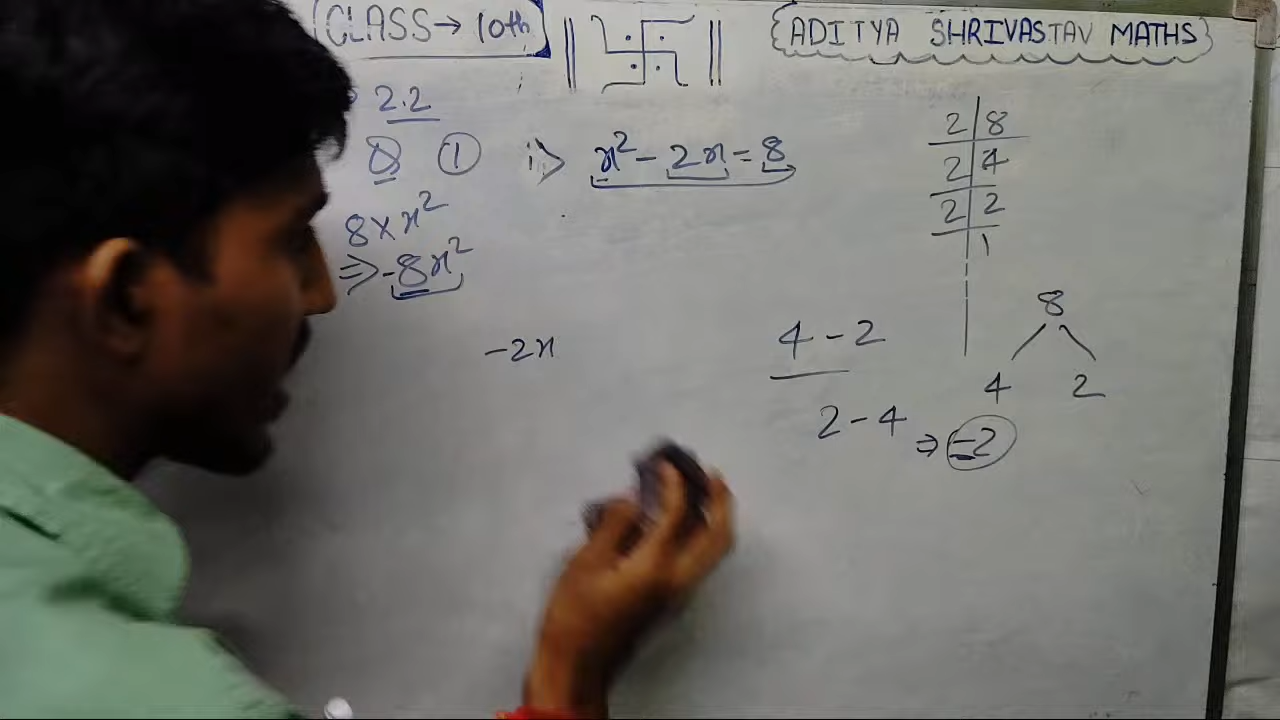 CLASS → 10th
{ADITYA SHRIVASTAV MATHS}
2.2
Q ① i> x² - 2x = 8
8 × x²
⇒ -8x²
-2x
2 | 8
2 | 4
2 | 2
1
8
4 2
4 - 2
2 - 4 ⇒ -2